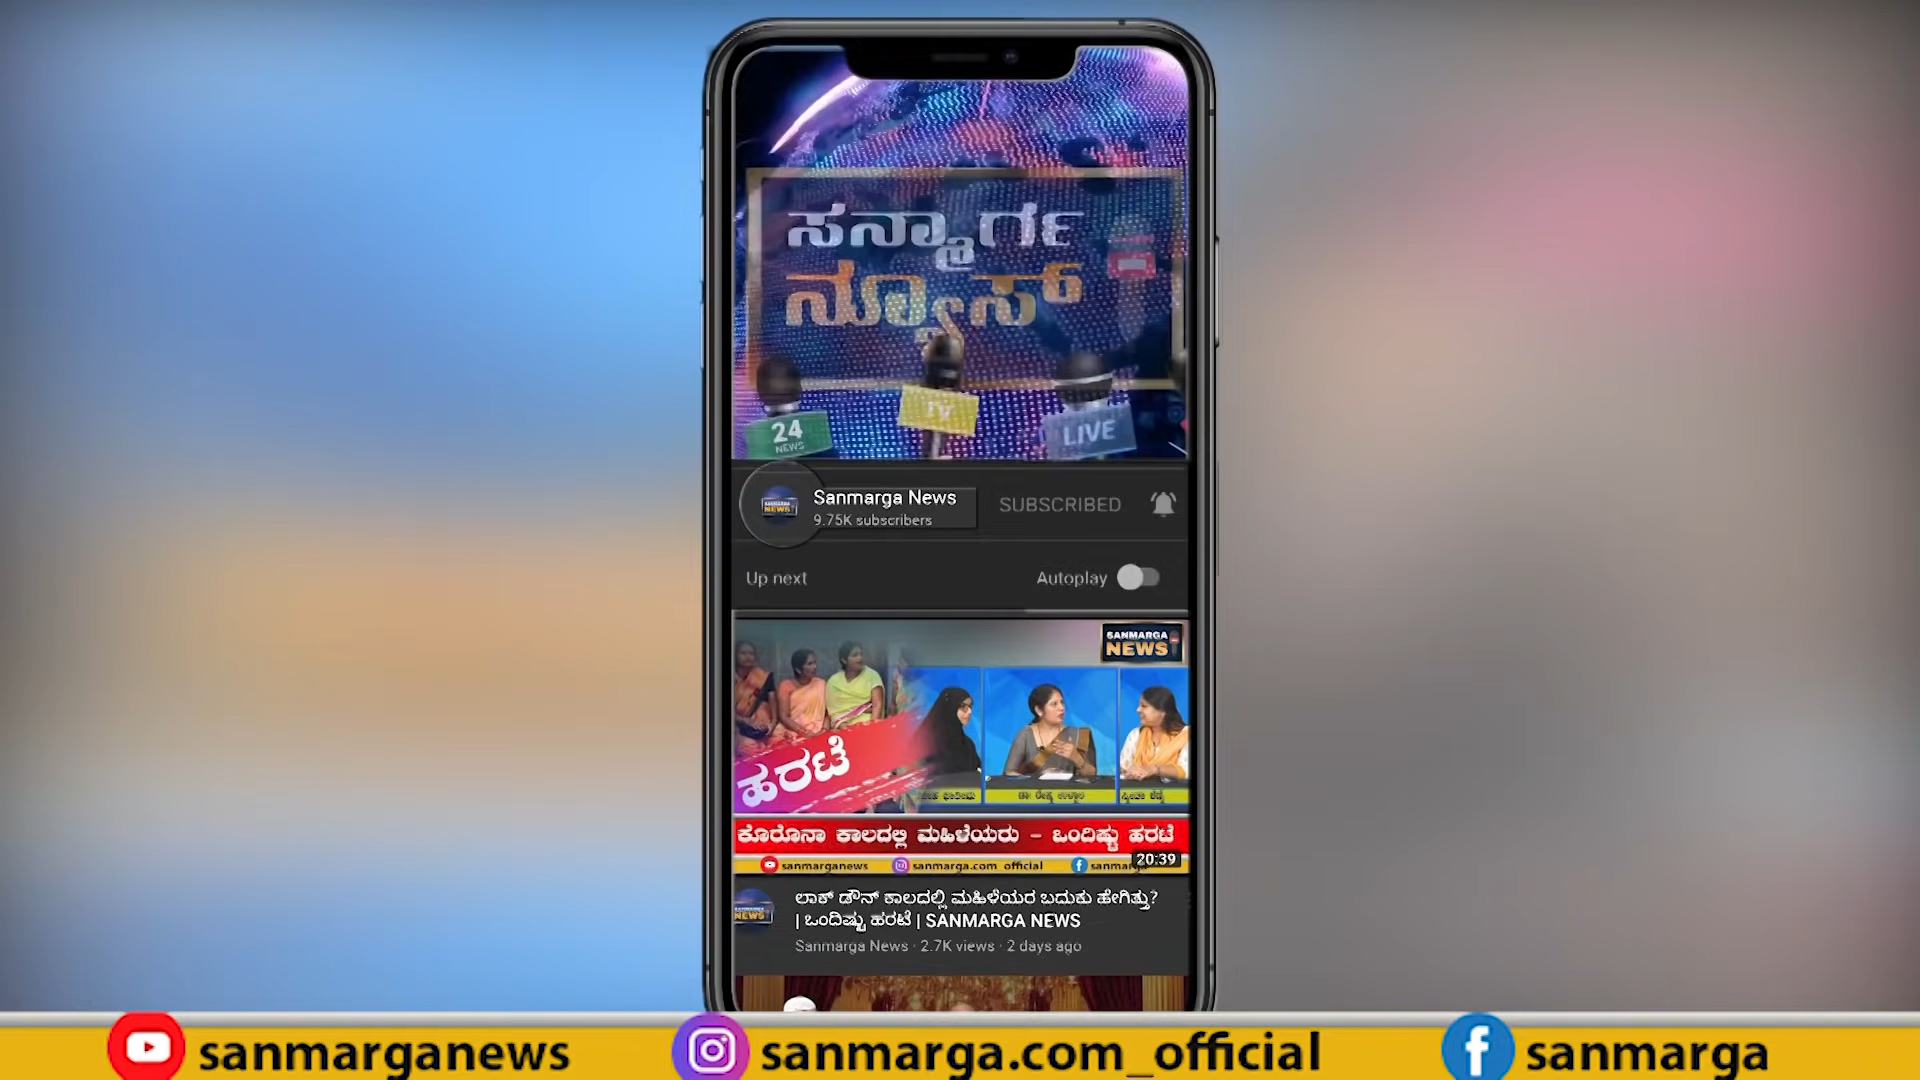 ಸನ್ಮಾರ್ಗ
ನ್ಯೂಸ್
24
NEWS
TV
LIVE
Sanmarga News
9.75K subscribers
SUBSCRIBED
Up next
Autoplay
SANMARGA
NEWS
ಹರಟೆ
ಕೊರೊನಾ ಕಾಲದಲ್ಲಿ ಮಹಿಳೆಯರು - ಒಂದಿಷ್ಟು ಹರಟೆ
sanmarganews
sanmarga.com_official
20:39
ಲಾಕ್ ಡೌನ್ ಕಾಲದಲ್ಲಿ ಮಹಿಳೆಯರ ಬದುಕು ಹೇಗಿತ್ತು?
| ಒಂದಿಷ್ಟು ಹರಟೆ | SANMARGA NEWS
Sanmarga News · 2.7K views · 2 days ago
sanmarganews
sanmarga.com_official
sanmarga